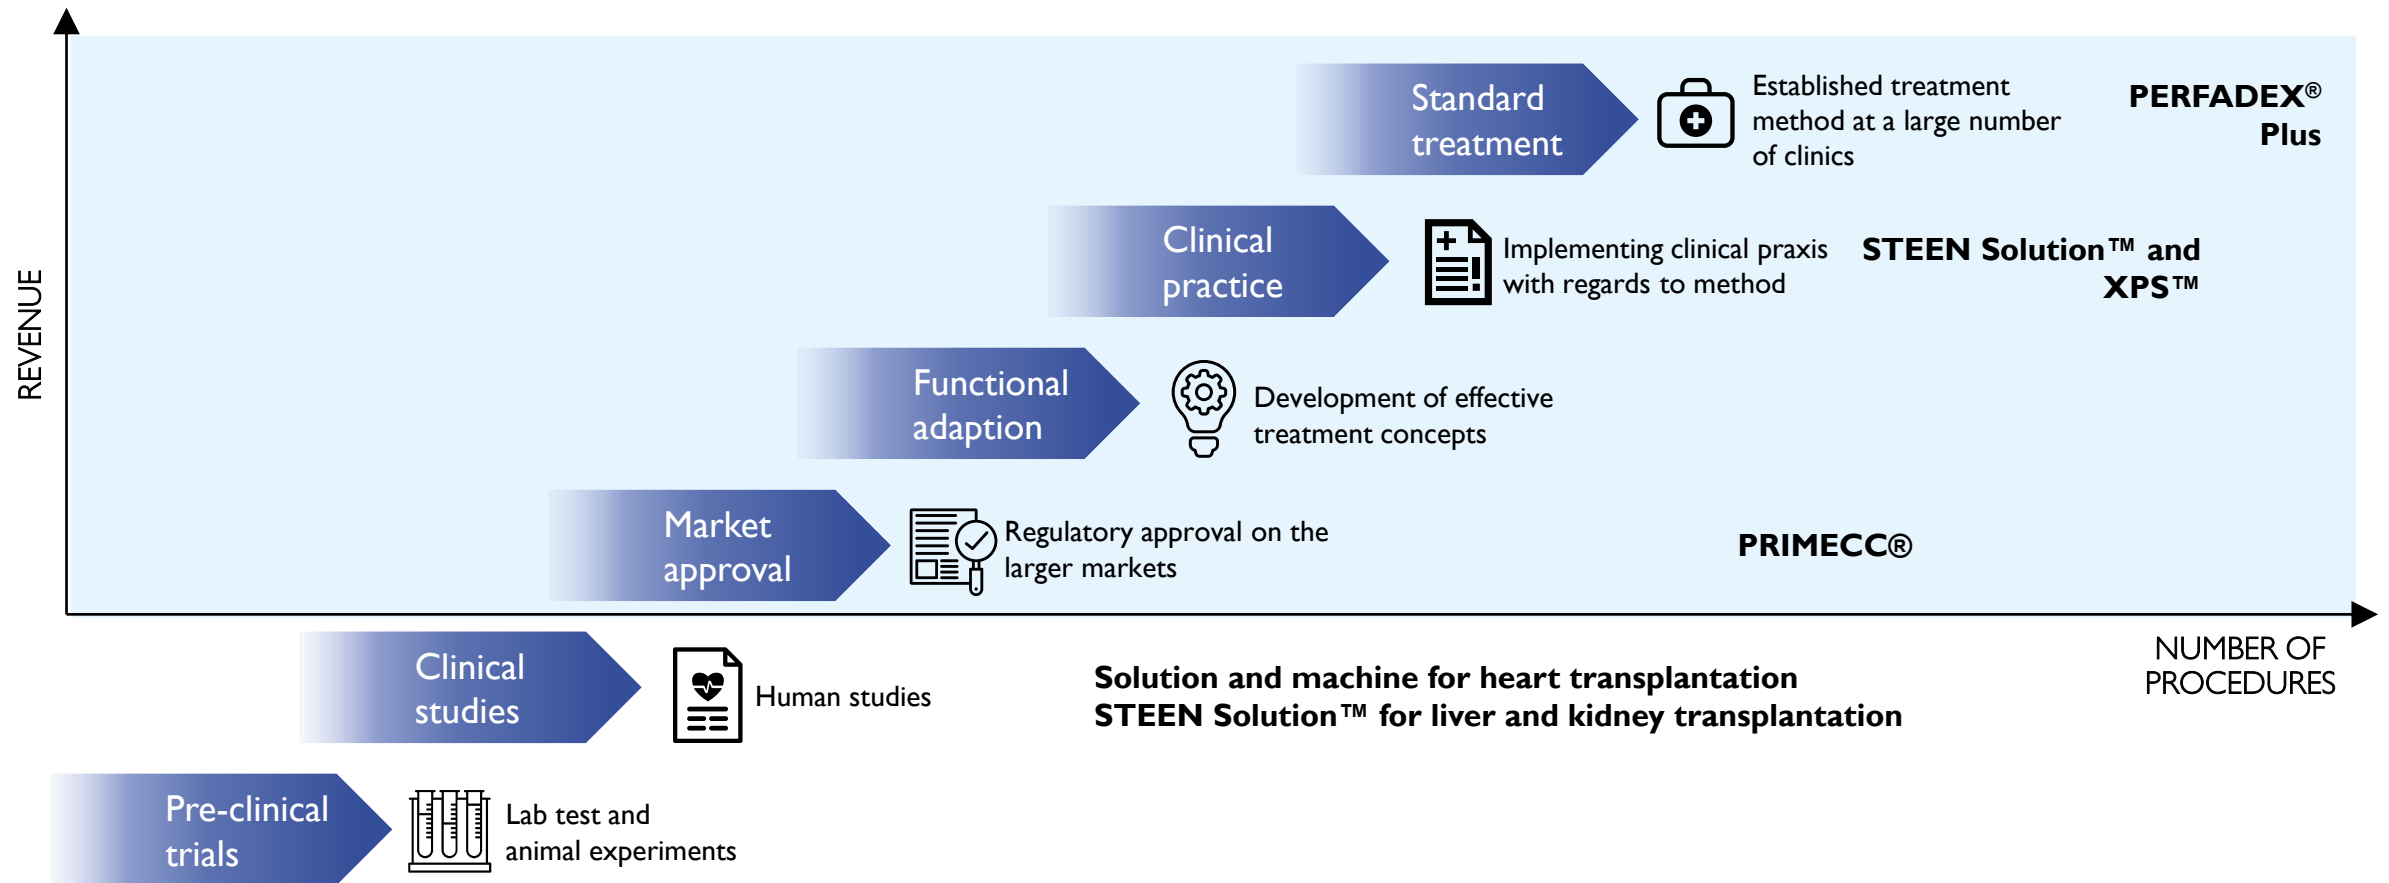 REVENUE
Standard
treatment
Established treatment
method at a large number
of clinics
PERFADEX®
Plus
Clinical
practice
Implementing clinical praxis
with regards to method
STEEN Solution™ and
XPS™
Functional
adaption
Development of effective
treatment concepts
Market
approval
Regulatory approval on the
larger markets
PRIMECC®
NUMBER OF
PROCEDURES
Clinical
studies
Human studies
Solution and machine for heart transplantation
STEEN Solution™ for liver and kidney transplantation
Pre-clinical
trials
Lab test and
animal experiments